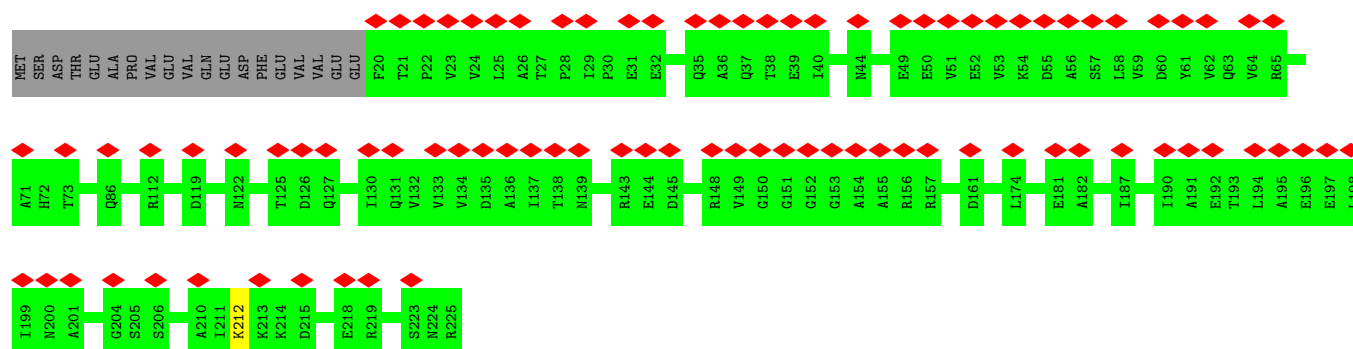 MET SER ASP THR GLU ALA PRO VAL GLU VAL GLN GLU ASP PHE GLU VAL VAL GLU GLU F20 T21 P22 V23 V24 L25 A26 T27 P28 I29 P30 E31 E32 Q35 A36 Q37 T38 E39 I40 N44 E49 E50 V51 E52 V53 K54 D55 A56 S57 L58 V59 D60 Y61 V62 Q63 V64 R65
A71 H72 T73 Q86 R112 D119 N122 T125 D126 Q127 I130 Q131 V132 V133 V134 D135 A136 I137 T138 N139 R143 E144 D145 R148 V149 G150 G151 G152 G153 A154 A155 R156 R157 D161 L174 E181 A182 I187 I190 A191 E192 T193 L194 A195 E196 E197 L198
I199 N200 A201 G204 S205 S206 A210 I211 K212 K213 K214 D215 E218 R219 S223 N224 R225